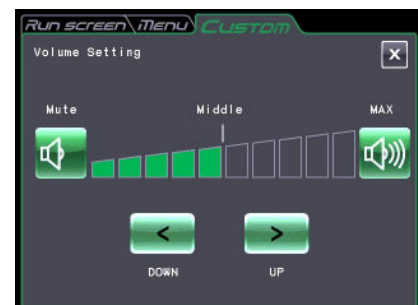 Run screen Menu Custom
Volume Setting X
Mute Middle MAX
< >
DOWN UP